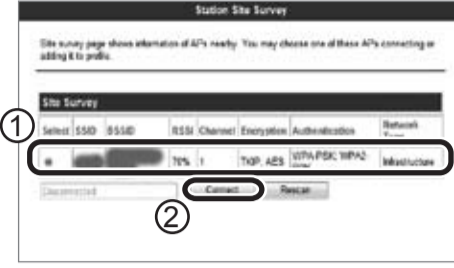 Station Site Survey
Site survey page shows information of APs nearby. You may choose one of these APs connecting or
adding it to profile.
Site Survey
①
Select SSID BSSID RSSI Channel Encryption Authentication Network Type
70% 1 TKIP; AES WPA-PSK; WPA2-PSK Infrastructure
Disconnected Connect Rescan
②